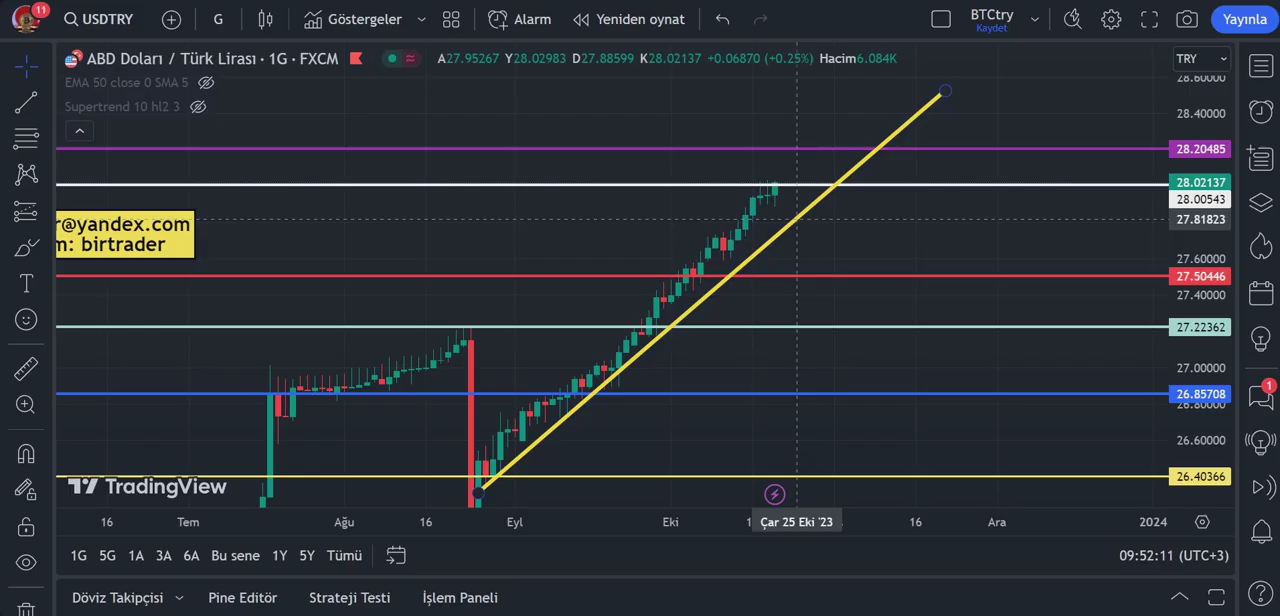 11
USDTRY
G
Göstergeler
Alarm
Yeniden oynat
BTCtry
Kaydet
Yayınla
ABD Doları / Türk Lirası · 1G · FXCM
A27.95267 Y28.02983 D27.88599 K28.02137 +0.06870 (+0.25%) Hacim6.084K
TRY
EMA 50 close 0 SMA 5
Supertrend 10 hl2 3
28.60000
28.40000
28.20485
28.02137
28.00543
27.81823
27.60000
27.50446
27.40000
27.22362
27.00000
26.85708
26.80000
26.60000
26.40366
r@yandex.com
m: birtrader
TradingView
1
16
Tem
Ağu
16
Eyl
Eki
1
Çar 25 Eki '23
16
Ara
2024
1G 5G 1A 3A 6A Bu sene 1Y 5Y Tümü
09:52:11 (UTC+3)
Döviz Takipçisi
Pine Editör
Strateji Testi
İşlem Paneli